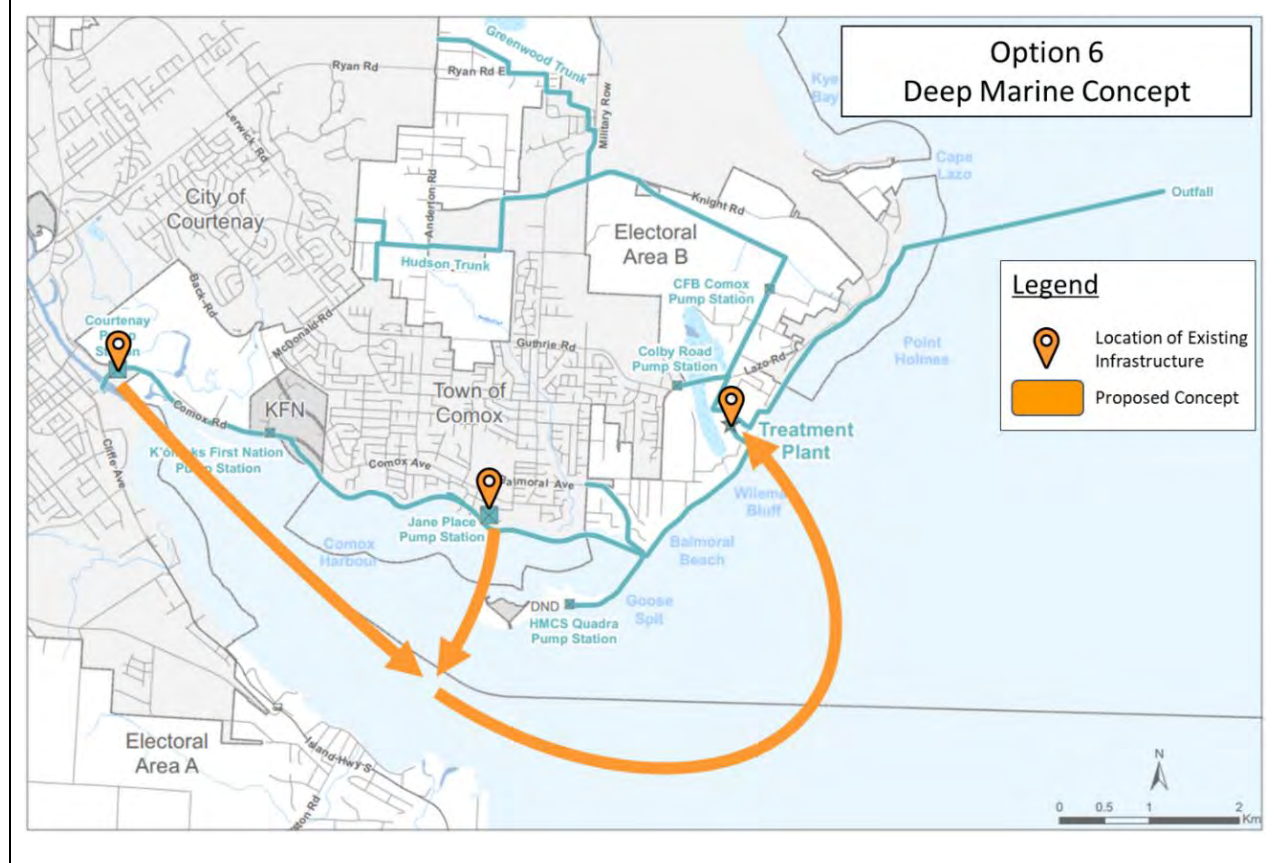 Option 6
Deep Marine Concept
Greenwood Trunk
Ryan Rd
Ryan Rd E
Military Row
Kye
Bay
Lerwick Rd
Cape
Lazo
Outfall
City of
Courtenay
Anderton Rd
Knight Rd
Electoral
Area B
Hudson Trunk
Legend
Location of Existing
Infrastructure
Proposed Concept
CFB Comox
Pump Station
Back Rd
McDonald Rd
Courtenay
Station
Guthrie Rd
Point
Holmes
Colby Road
Pump Station
Lazo Rd
Town of
Comox
KFN
Comox Rd
Treatment
Plant
First Nation
Pump Station
Cliffe Ave
Comox Ave
Balmoral Ave
Bluff
Jane Place
Pump Station
Comox
Harbour
Balmoral
Beach
DND
Goose
Spit
HMCS Quadra
Pump Station
Electoral
Area A
Island Hwy S
Rd
N
0 0.5 1 2
Km